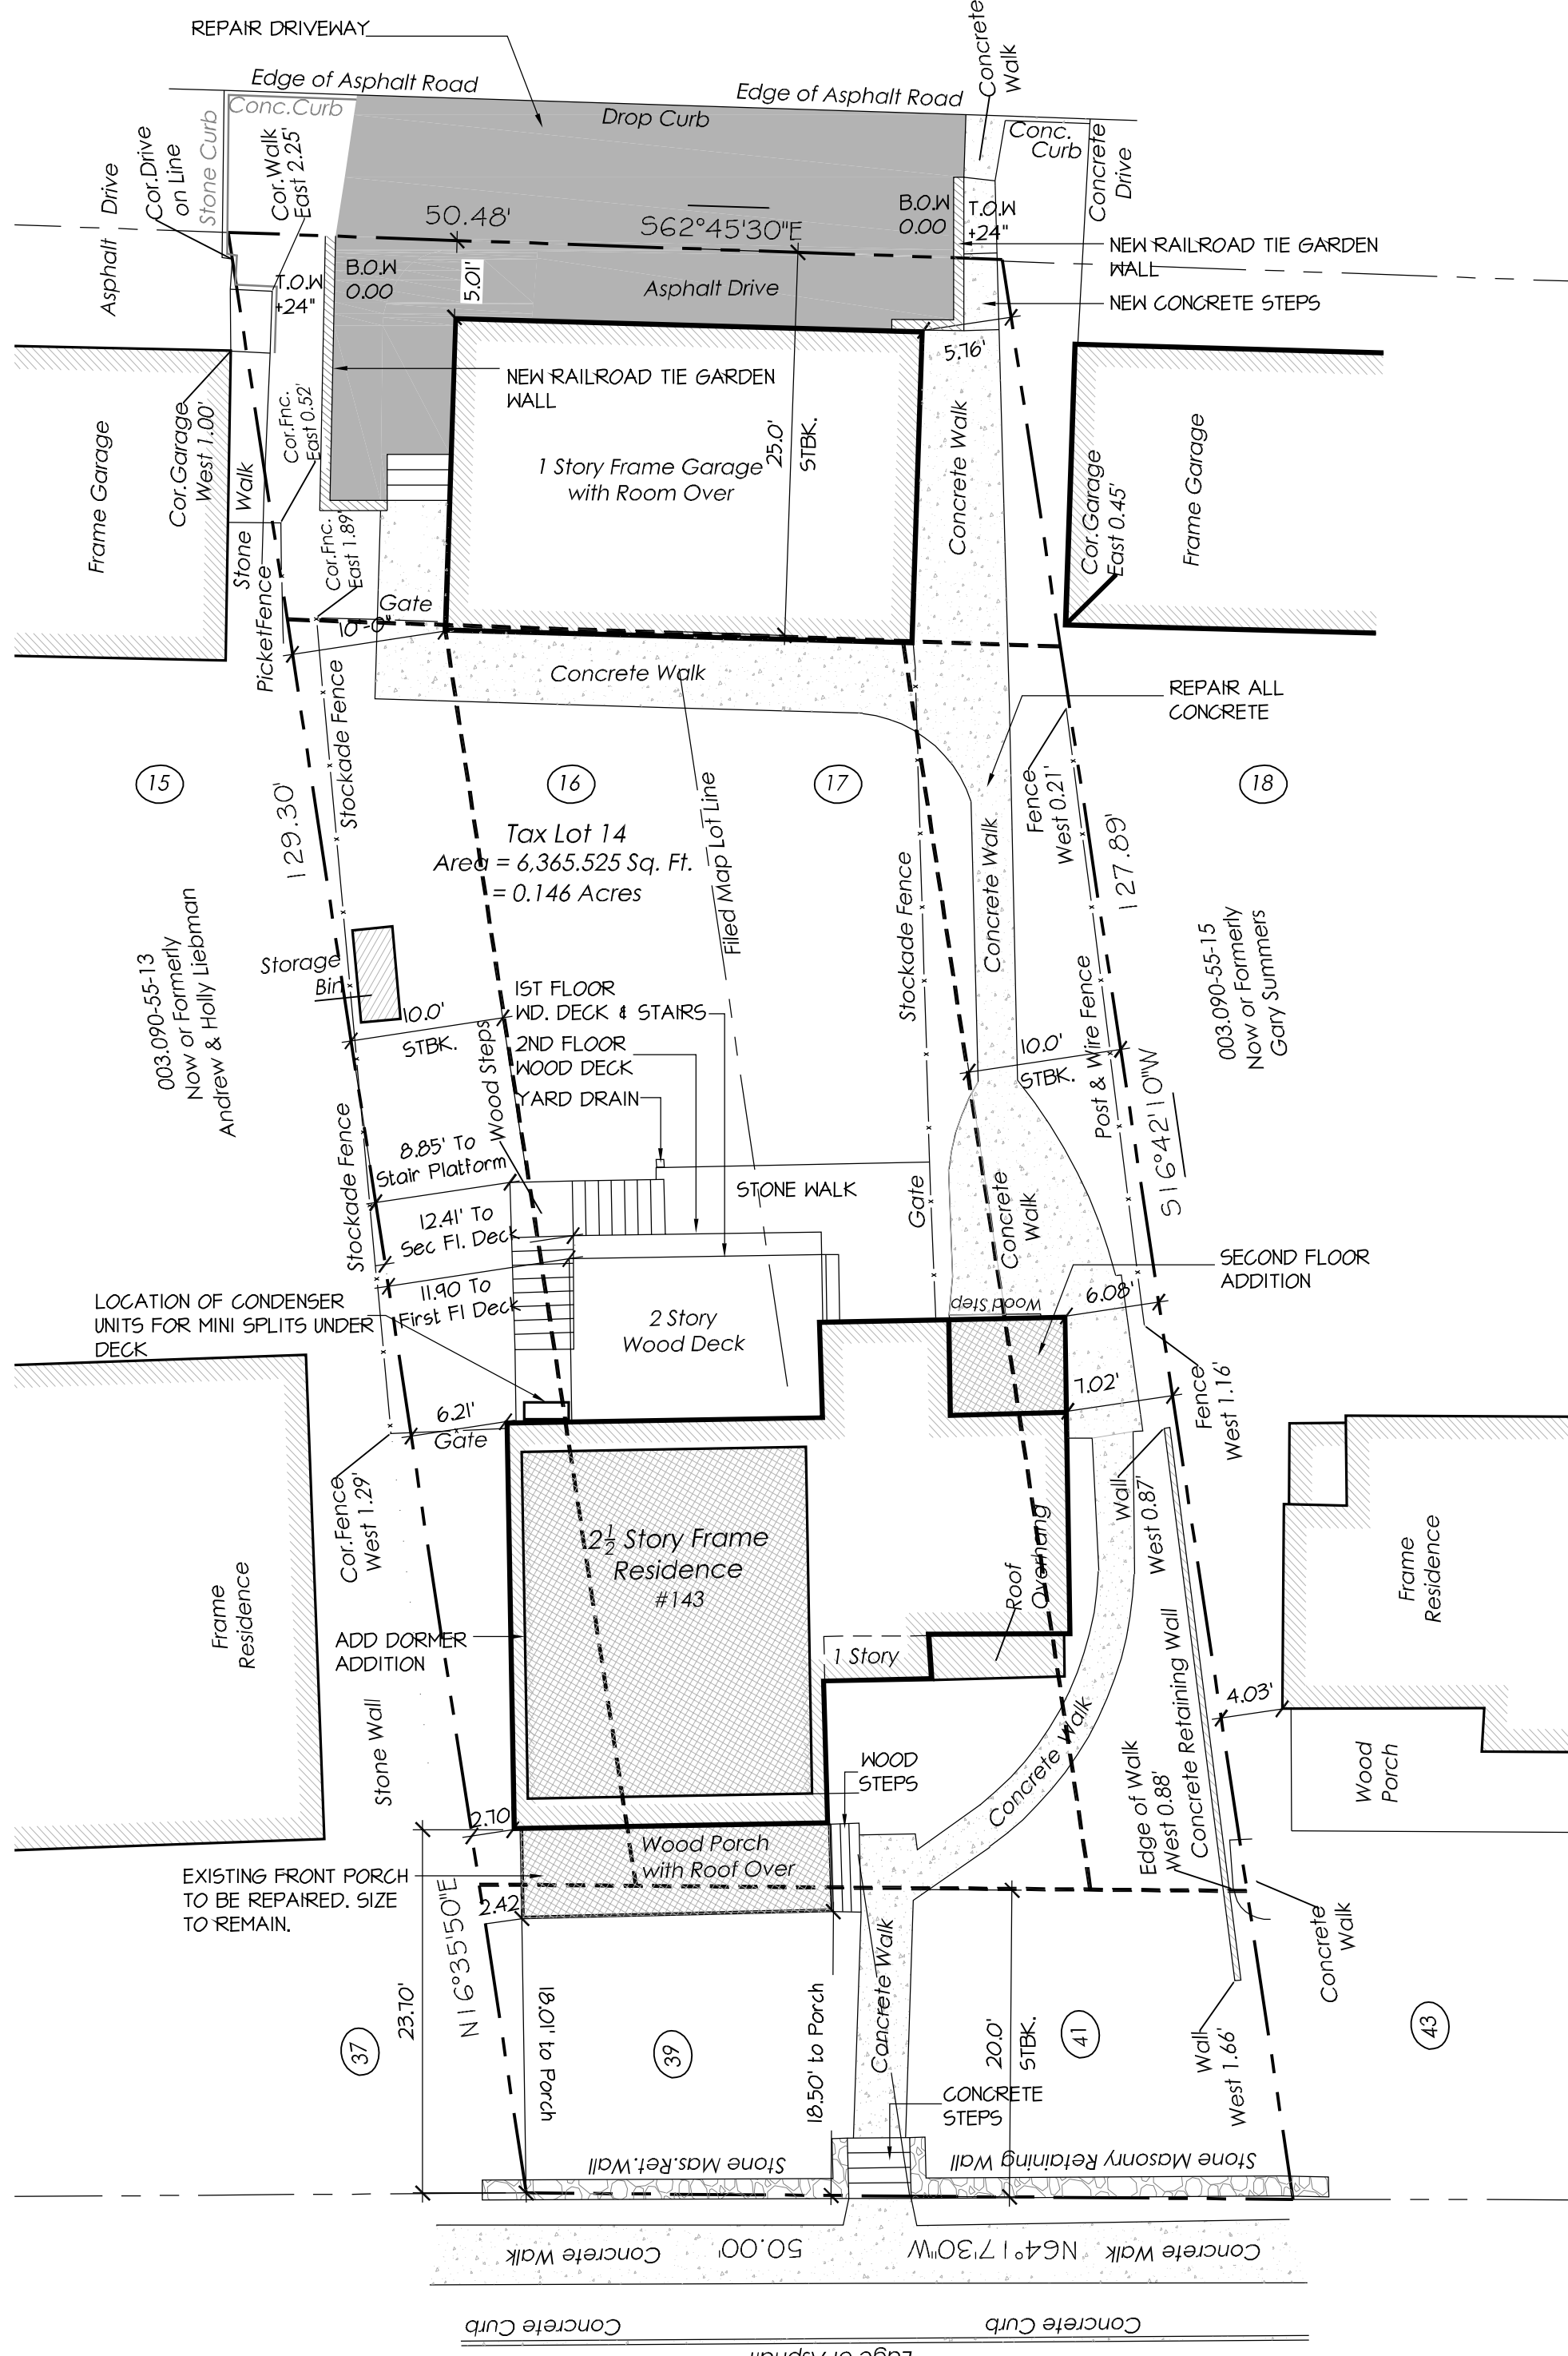 REPAIR DRIVEWAY
Concrete
Walk
Edge of Asphalt Road
Edge of Asphalt Road
Conc.Curb
Drop Curb
Conc.
Curb
Concrete
Drive
Asphalt Drive
Cor.Drive
on Line
Stone Curb
Cor.Walk
East 2.25'
50.48'
S62°45'30"E
B.O.W
0.00
T.O.W
+24"
NEW RAILROAD TIE GARDEN
WALL
T.O.W
+24"
B.O.W
0.00
5.01'
Asphalt Drive
NEW CONCRETE STEPS
5.76'
NEW RAILROAD TIE GARDEN
WALL
Frame Garage
Cor.Garage
West 1.00'
Stone Walk
Cor.Fnc.
East 0.52'
1 Story Frame Garage
with Room Over
25.0'
STBK.
Concrete Walk
Cor.Garage
East 0.45'
Frame Garage
PicketFence
Cor.Fnc.
East 1.89'
Gate
10'-0"
Stockade Fence
Concrete Walk
REPAIR ALL
CONCRETE
15
16
17
18
129.30'
Tax Lot 14
Area = 6,365.525 Sq. Ft.
= 0.146 Acres
Filed Map Lot Line
Stockade Fence
Concrete Walk
Fence
West 0.21'
127.89'
003.090-55-13
Now or Formerly
Andrew & Holly Liebman
003.090-55-15
Now or Formerly
Gary Summers
Storage
Bin
10.0'
STBK.
Wood Steps
1ST FLOOR
WD. DECK & STAIRS
2ND FLOOR
WOOD DECK
YARD DRAIN
10.0'
STBK.
Post & Wire Fence
S16°42'10"W
Stockade Fence
8.85' To
Stair Platform
12.41' To
Sec Fl. Deck
11.90 To
First Fl Deck
STONE WALK
Gate
Concrete
Walk
SECOND FLOOR
ADDITION
LOCATION OF CONDENSER
UNITS FOR MINI SPLITS UNDER
DECK
2 Story
Wood Deck
Wood Step
6.08'
7.02'
Fence
West 1.16'
6.21'
Gate
Cor.Fence
West 1.29'
2½ Story Frame
Residence
#143
Wall
West 0.87'
Roof
Overhang
Frame
Residence
Frame
Residence
ADD DORMER
ADDITION
1 Story
Stone Wall
Concrete Walk
Concrete Retaining Wall
4.03'
WOOD
STEPS
Wood
Porch
Edge of Walk
West 0.88'
2.70
Wood Porch
with Roof Over
EXISTING FRONT PORCH
TO BE REPAIRED. SIZE
TO REMAIN.
2.42
N16°35'50"E
Concrete
Walk
23.70'
18.01' to Porch
18.50' to Porch
Concrete Walk
20.0'
STBK.
37
39
41
43
Wall
West 1.66'
CONCRETE
STEPS
Stone Mas.Ret.Wall
Stone Masonry Retaining Wall
Concrete Walk
50.00'
N64°17'30"W
Concrete Walk
Concrete Curb
Concrete Curb
Edge of Asphalt